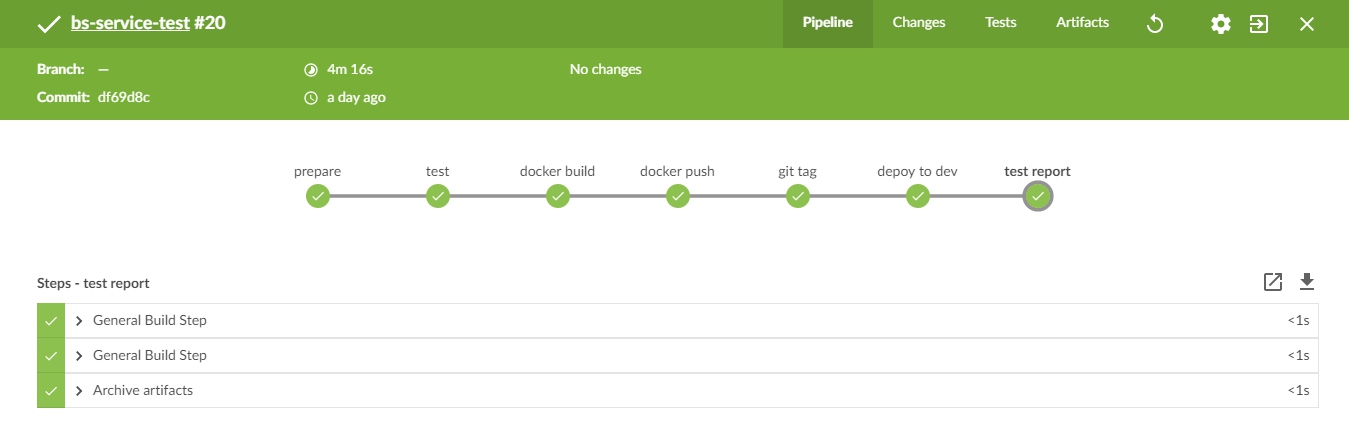 bs-service-test #20 Pipeline Changes Tests Artifacts
Branch: — 4m 16s No changes
Commit: df69d8c a day ago
prepare test docker build docker push git tag depoy to dev test report
Steps - test report
General Build Step <1s
General Build Step <1s
Archive artifacts <1s